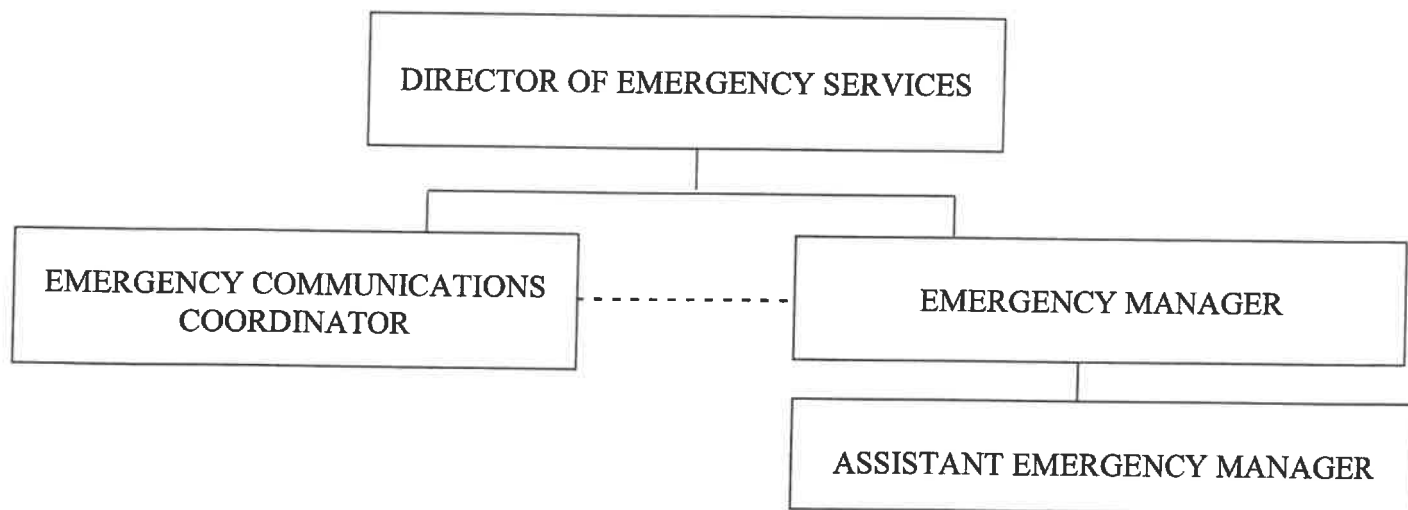 DIRECTOR OF EMERGENCY SERVICES
EMERGENCY COMMUNICATIONS
COORDINATOR
EMERGENCY MANAGER
ASSISTANT EMERGENCY MANAGER